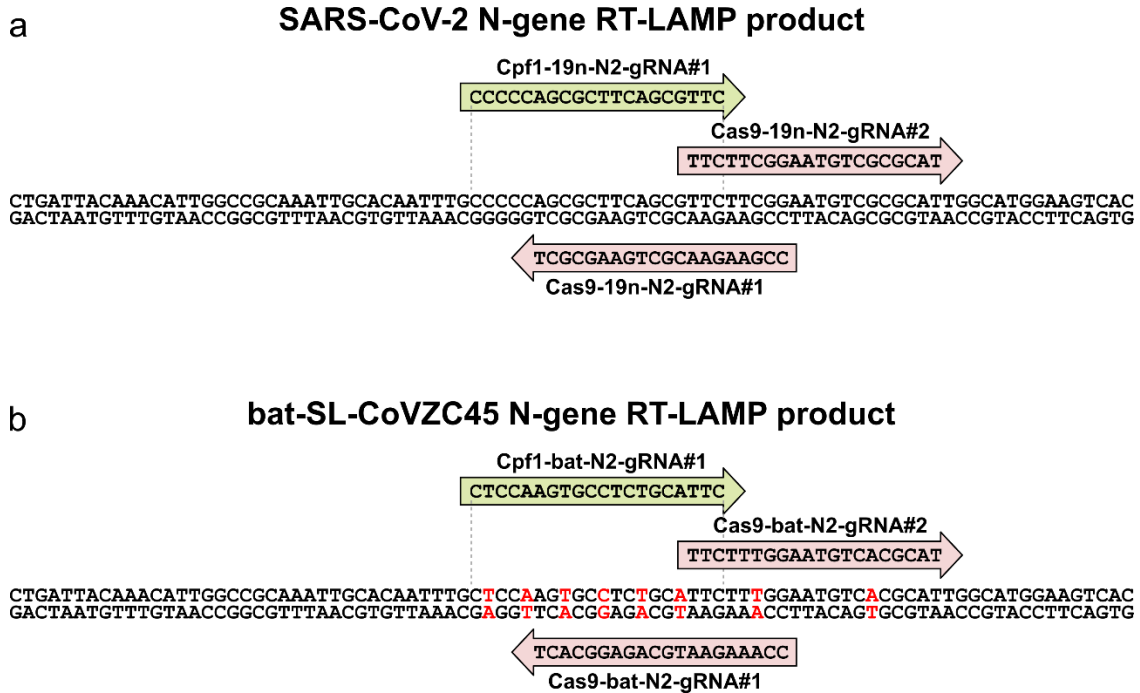 a
SARS-CoV-2 N-gene RT-LAMP product
Cpf1-19n-N2-gRNA#1
CCCCCAGCGCTTCAGCGTTC
Cas9-19n-N2-gRNA#2
TTCTTCGGAATGTCGCGCAT
CTGATTACAAACATTGGCCGCAAATTGCACAATTTGCCCCCAGCGCTTCAGCGTTCTTCGGAATGTCGCGCATTGGCATGGAAGTCAC
GACTAATGTTTGTAACCGGCGTTTAACGTGTTAAACGGGGGTCGCGAAGTCGCAAGAAGCCTTACAGCGCGTAACCGTACCTTCAGTG
TCGCGAAGTCGCAAGAAGCC
Cas9-19n-N2-gRNA#1
b
bat-SL-CoVZC45 N-gene RT-LAMP product
Cpf1-bat-N2-gRNA#1
CTCCAAGTGCCTCTGCATTC
Cas9-bat-N2-gRNA#2
TTCTTTGGAATGTCACGCAT
CTGATTACAAACATTGGCCGCAAATTGCACAATTTGCTCCAAGTGCCTCTGCATTCTTTGGAATGTCACGCATTGGCATGGAAGTCAC
GACTAATGTTTGTAACCGGCGTTTAACGTGTTAAACGAGGTTCACGGAGACGTAAGAAACCTTACAGTGCGTAACCGTACCTTCAGTG
TCACGGAGACGTAAGAAACC
Cas9-bat-N2-gRNA#1